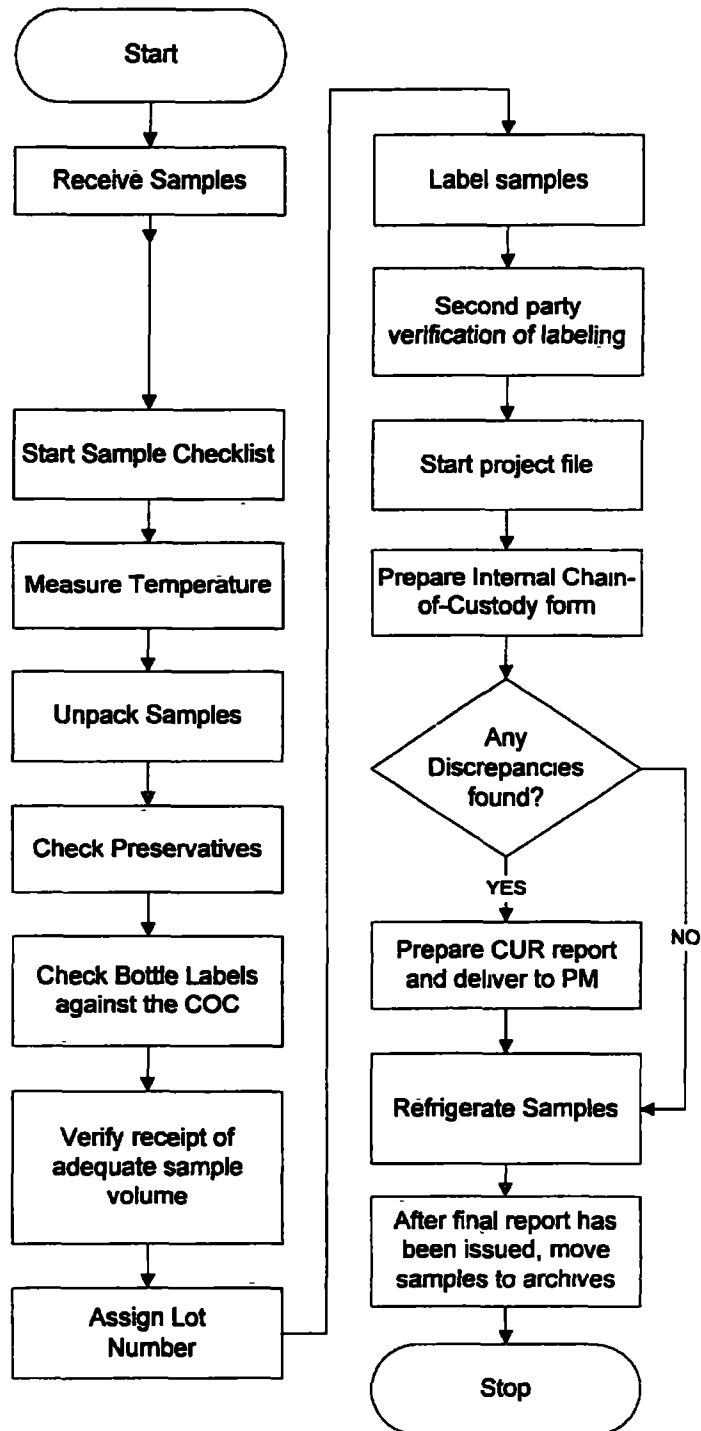 Start
Receive Samples
Start Sample Checklist
Measure Temperature
Unpack Samples
Check Preservatives
Check Bottle Labels
against the COC
Verify receipt of
adequate sample
volume
Assign Lot
Number
Label samples
Second party
verification of labeling
Start project file
Prepare Internal Chain-
of-Custody form
Any
Discrepancies
found?
YES
NO
Prepare CUR report
and deliver to PM
Refrigerate Samples
After final report has
been issued, move
samples to archives
Stop